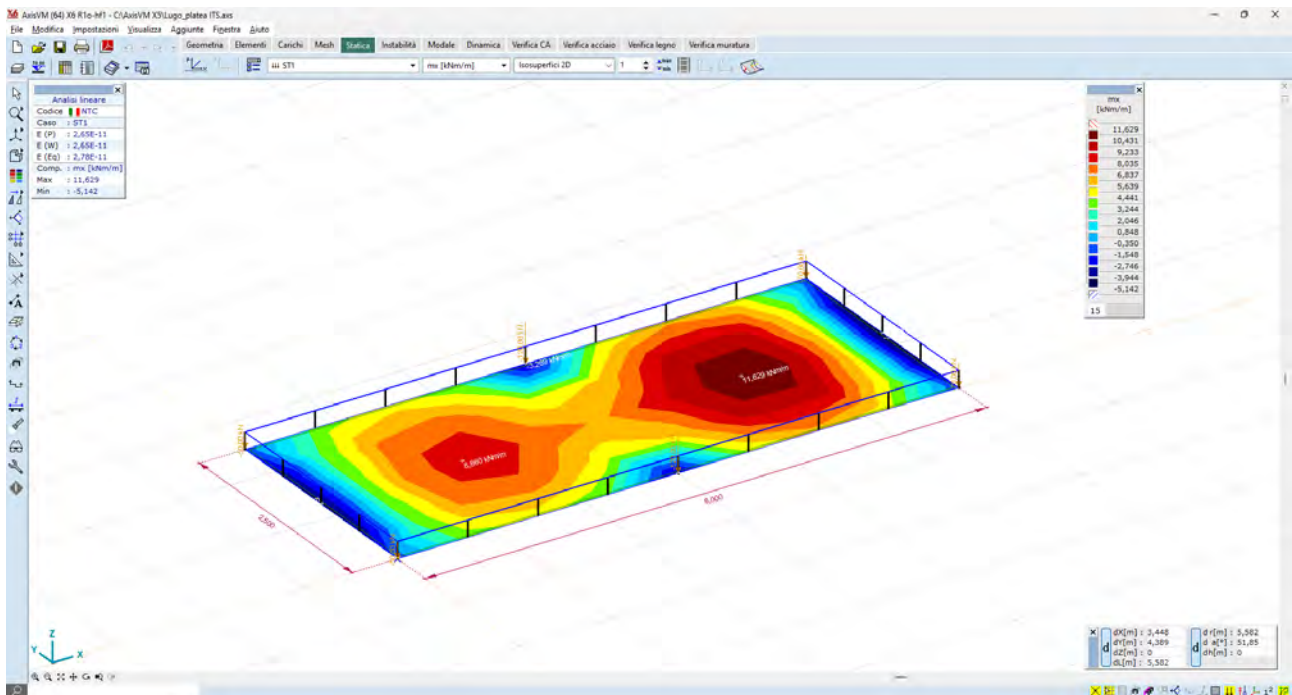 AxisVM (64) X6 R1o-hf1 - C:\AxisVM X5\Lugo_platea ITS.axs
File Modifica Impostazioni Visualizza Aggiunte Finestra Aiuto
Geometria Elementi Carichi Mesh Statica Instabilità Modale Dinamica Verifica CA Verifica acciaio Verifica legno Verifica muratura
ST1 mx [kNm/m] Isosuperfici 2D 1
Analisi lineare
Codice NTC
Caso : ST1
E (P) : 2,65E-11
E (W) : 2,65E-11
E (Eq) : 2,78E-11
Comp. : mx [kNm/m]
Max : 11,629
Min : -5,142
mx
[kNm/m]
11,629
10,431
9,233
8,035
6,837
5,639
4,441
3,244
2,046
0,848
-0,350
-1,548
-2,746
-3,944
-5,142
15
11,629 kNm/m
2,500
6,000
Z
Y
X
dX[m] : 3,448
dY[m] : 4,389
dZ[m] : 0
dL[m] : 5,582
d
d r[m] : 5,582
d a[°] : 51,85
dh[m] : 0
d